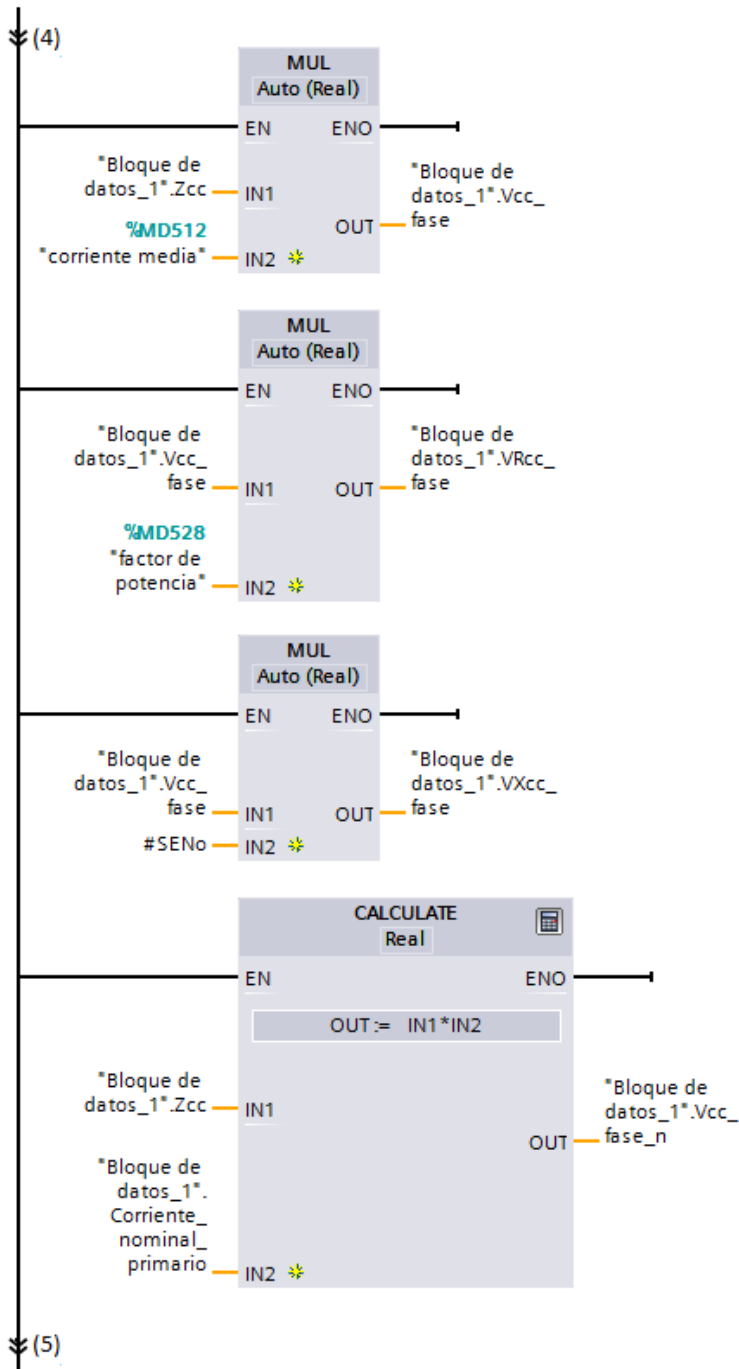 (4)
MUL
Auto (Real)
EN ENO
"Bloque de
datos_1".Zcc
IN1
"Bloque de
datos_1".Vcc_
fase
OUT
%MD512
"corriente media"
IN2
MUL
Auto (Real)
EN ENO
"Bloque de
datos_1".Vcc_
fase
IN1
OUT
"Bloque de
datos_1".VRcc_
fase
%MD528
"factor de
potencia"
IN2
MUL
Auto (Real)
EN ENO
"Bloque de
datos_1".Vcc_
fase
IN1
OUT
"Bloque de
datos_1".VXcc_
fase
#SENo
IN2
CALCULATE
Real
EN ENO
OUT := IN1*IN2
"Bloque de
datos_1".Zcc
IN1
OUT
"Bloque de
datos_1".Vcc_
fase_n
"Bloque de
datos_1".
Corriente_
nominal_
primario
IN2
(5)